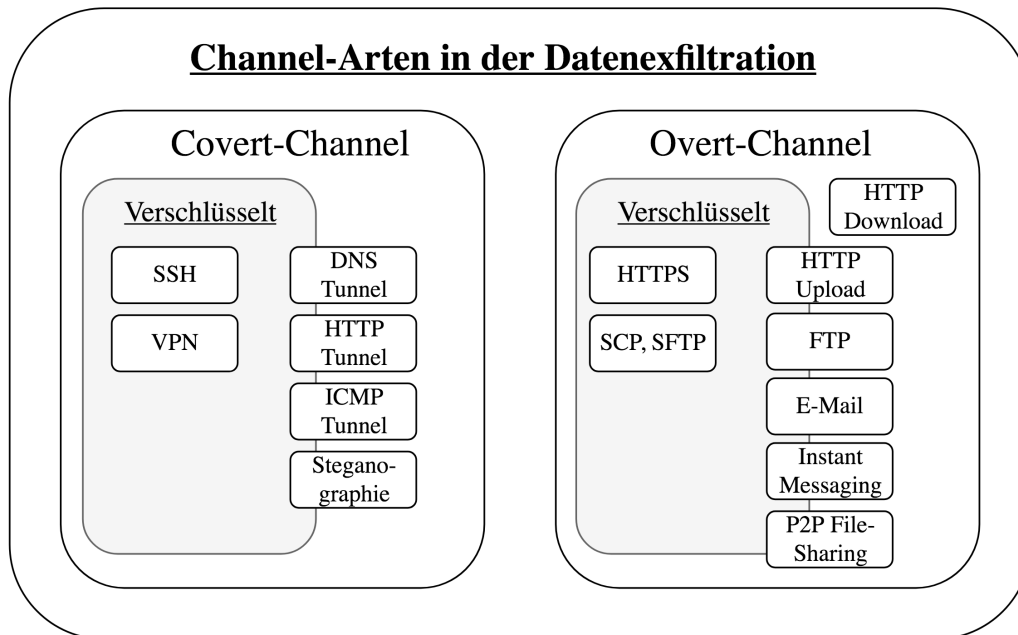 Channel-Arten in der Datenexfiltration
Covert-Channel
Verschlüsselt
SSH
VPN
DNS
Tunnel
HTTP
Tunnel
ICMP
Tunnel
Stegano-
graphie
Overt-Channel
Verschlüsselt
HTTP
Download
HTTPS
SCP, SFTP
HTTP
Upload
FTP
E-Mail
Instant
Messaging
P2P File-
Sharing